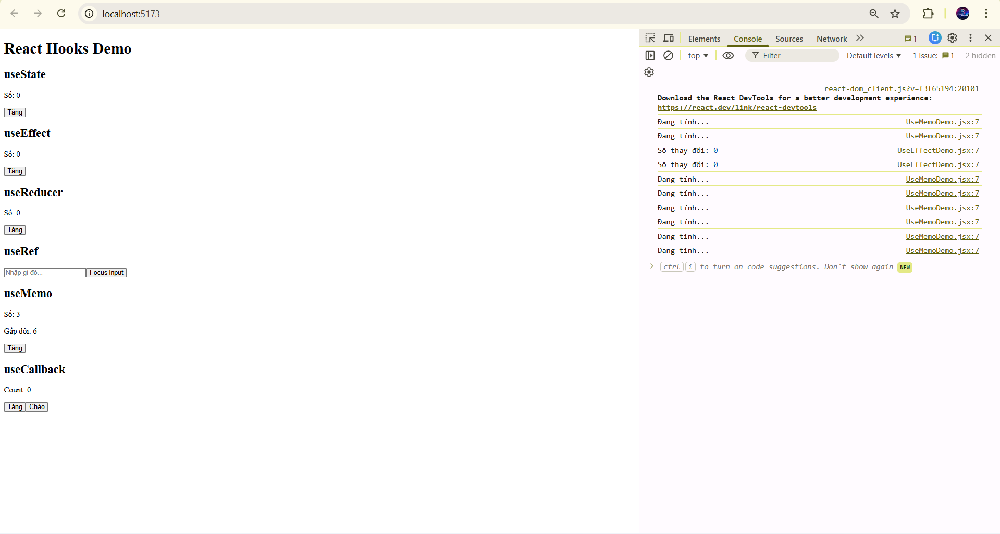 localhost:5173
React Hooks Demo
useState
Số: 0
Tăng
useEffect
Số: 0
Tăng
useReducer
Số: 0
Tăng
useRef
Nhập gì đó... Focus input
useMemo
Số: 3
Gấp đôi: 6
Tăng
useCallback
Count: 0
Tăng Chào
Elements Console Sources Network 1
top Filter Default levels 1 Issue: 1 2 hidden
react-dom_client.js?v=f3f65194:20101
Download the React DevTools for a better development experience:
https://react.dev/link/react-devtools
Đang tính... UseMemoDemo.jsx:7
Đang tính... UseMemoDemo.jsx:7
Số thay đổi: 0 UseEffectDemo.jsx:7
Số thay đổi: 0 UseEffectDemo.jsx:7
Đang tính... UseMemoDemo.jsx:7
Đang tính... UseMemoDemo.jsx:7
Đang tính... UseMemoDemo.jsx:7
Đang tính... UseMemoDemo.jsx:7
Đang tính... UseMemoDemo.jsx:7
Đang tính... UseMemoDemo.jsx:7
ctrl i to turn on code suggestions. Don't show again NEW